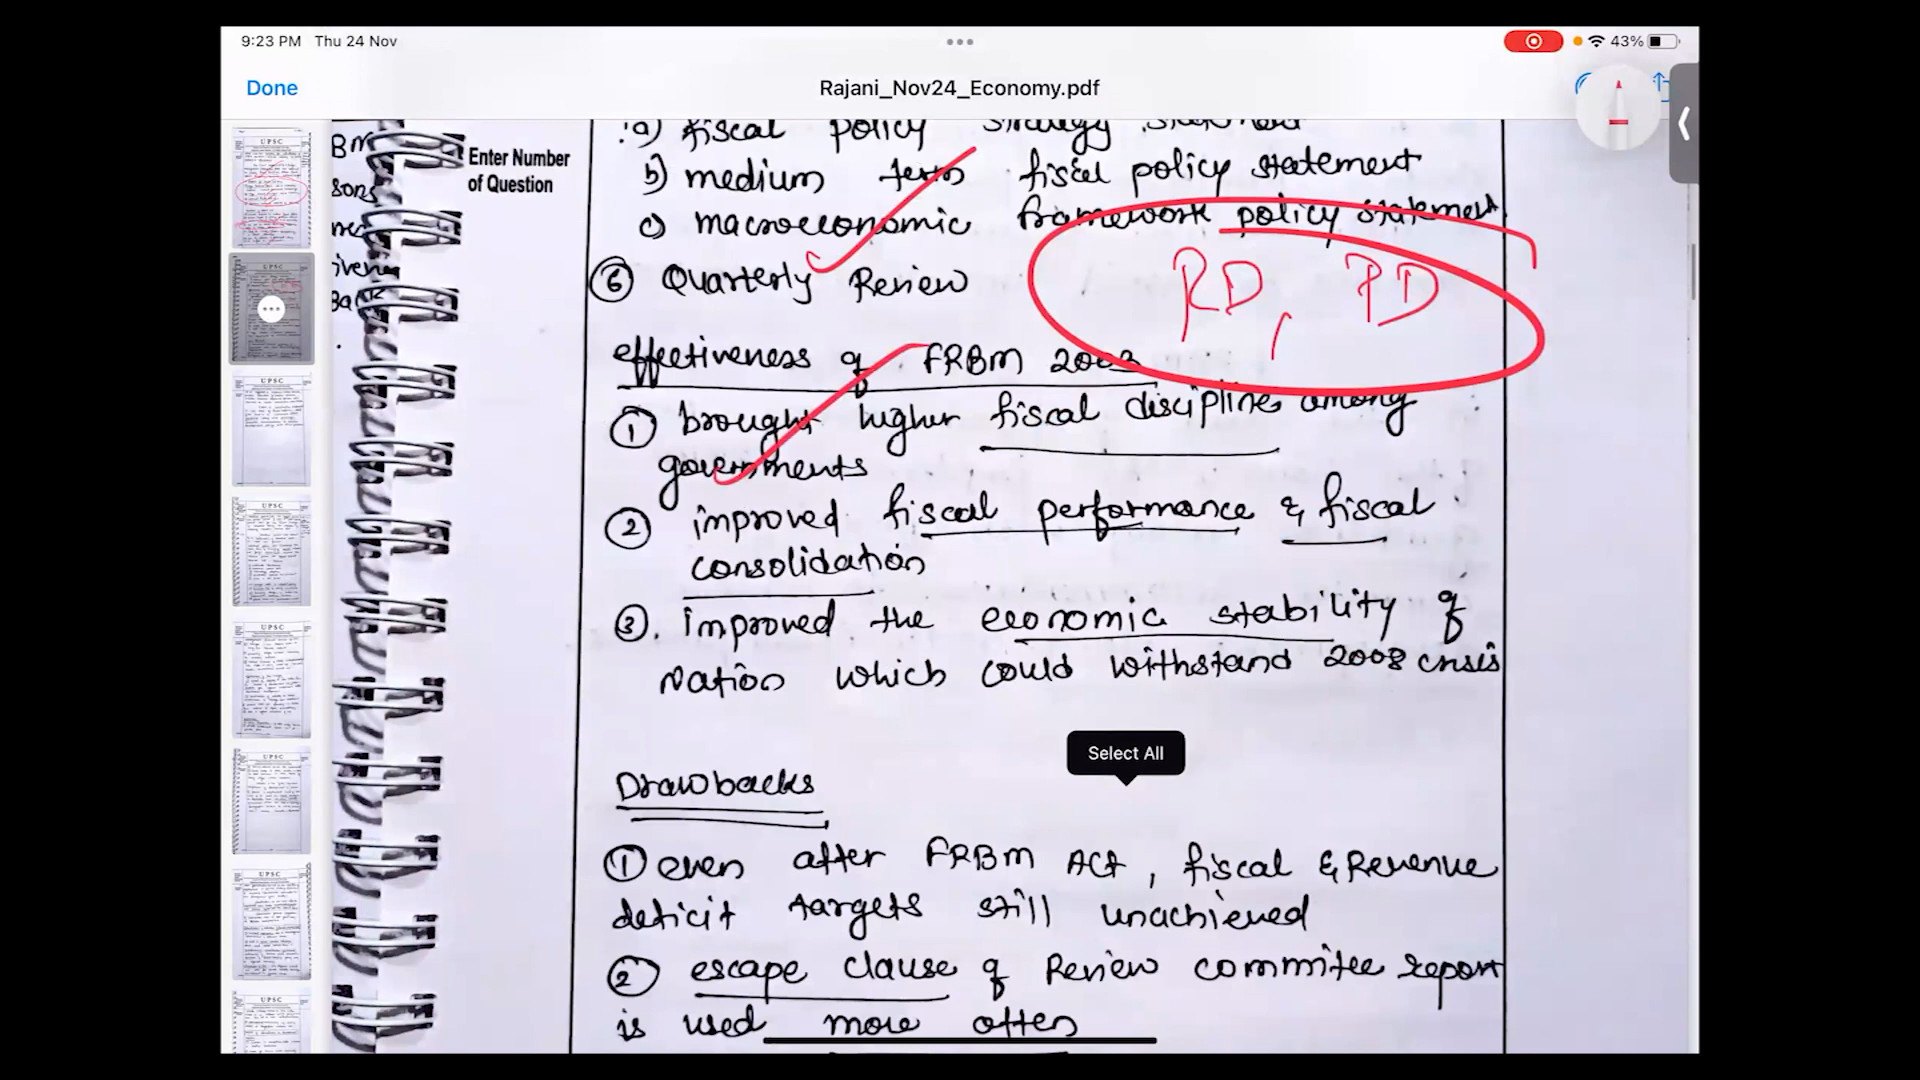 9:23 PM Thu 24 Nov
43%
Done
Rajani_Nov24_Economy.pdf
Enter Number
of Question
a) fiscal policy strategy statement
b) medium term fiscal policy statement
c) macroeconomic framework policy statement
⑥ Quarterly Review
RD, PD
effectiveness of FRBM 2003
① brought higher fiscal discipline among
governments
② improved fiscal performance & fiscal
consolidation
③. improved the economic stability of
Nation which could withstand 2008 crisis
Select All
Drawbacks
① even after FRBM ACT, fiscal & Revenue
deficit targets still unachieved
② escape clause of Review committee report
is used more often